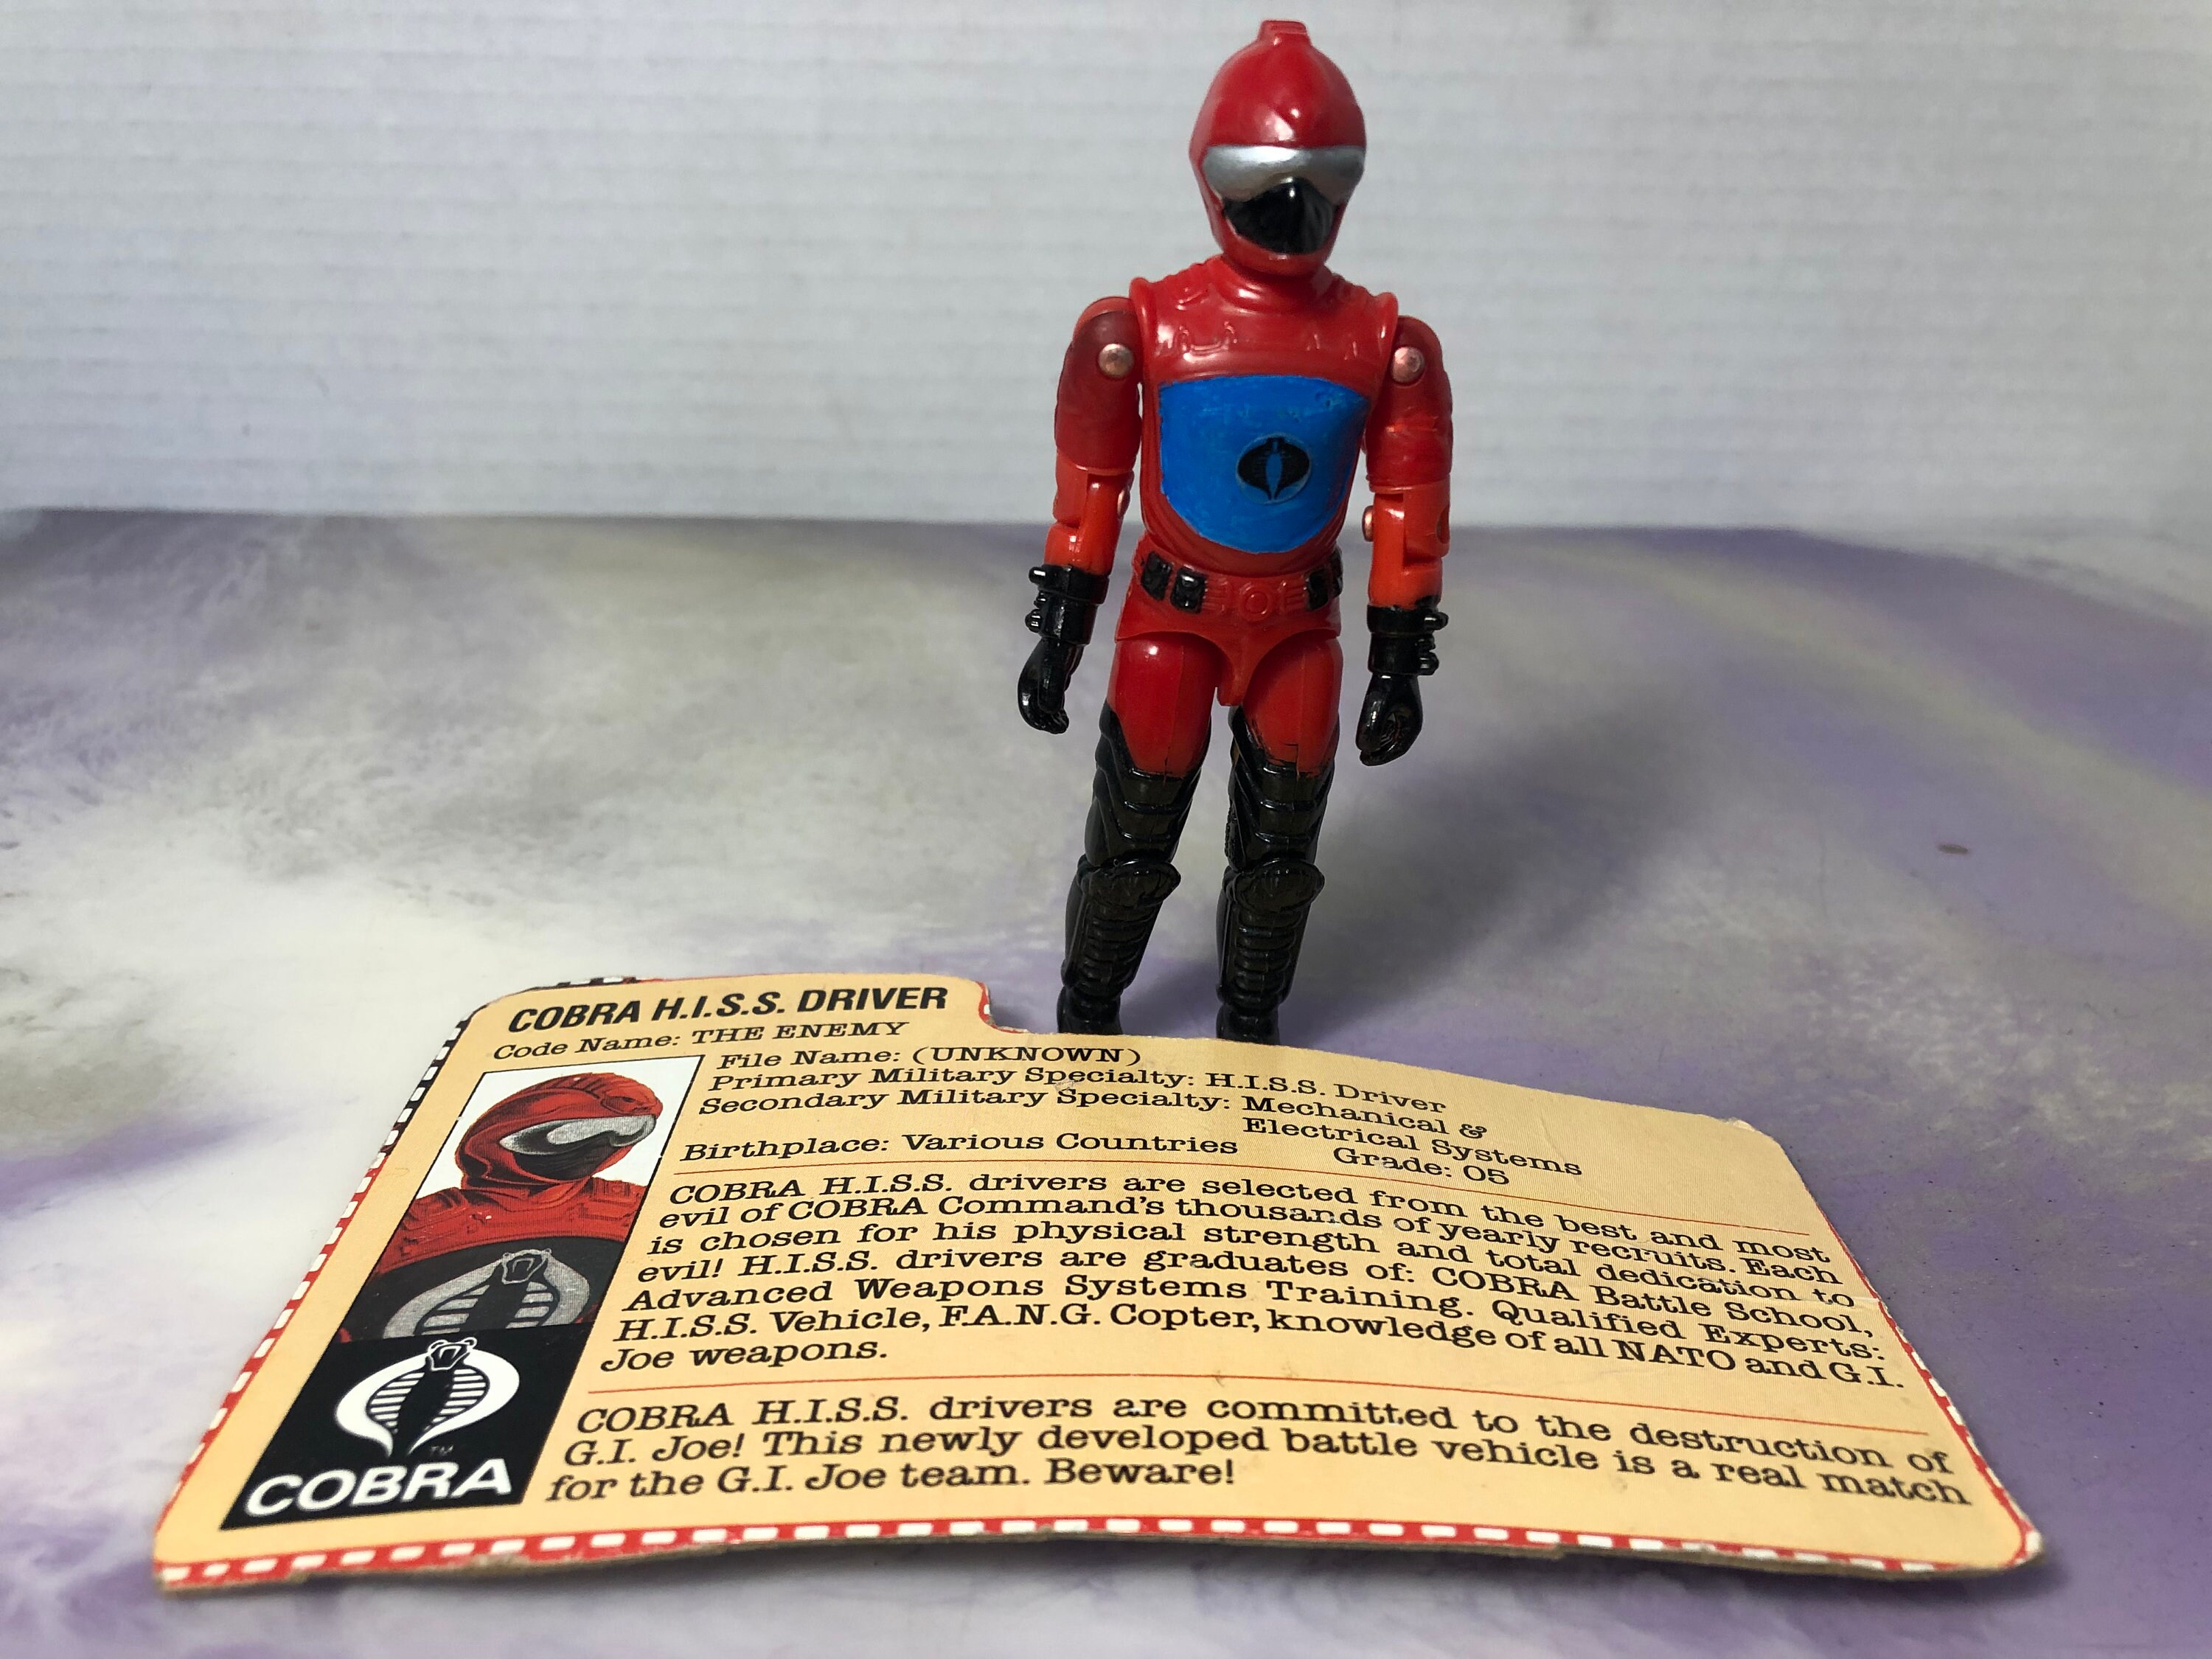 COBRA H.I.S.S. DRIVER
Code Name: THE ENEMY
File Name: (UNKNOWN)
Primary Military Specialty: H.I.S.S. Driver
Secondary Military Specialty: Mechanical &
Electrical Systems
Birthplace: Various Countries Grade: O5
COBRA H.I.S.S. drivers are selected from the best and most
evil of COBRA Command's thousands of yearly recruits. Each
is chosen for his physical strength and total dedication to
evil! H.I.S.S. drivers are graduates of: COBRA Battle School,
Advanced Weapons Systems Training. Qualified Experts:
H.I.S.S. Vehicle, F.A.N.G. Copter, knowledge of all NATO and G.I.
Joe weapons.
COBRA H.I.S.S. drivers are committed to the destruction of
G.I. Joe! This newly developed battle vehicle is a real match
for the G.I. Joe team. Beware!
TM
COBRA